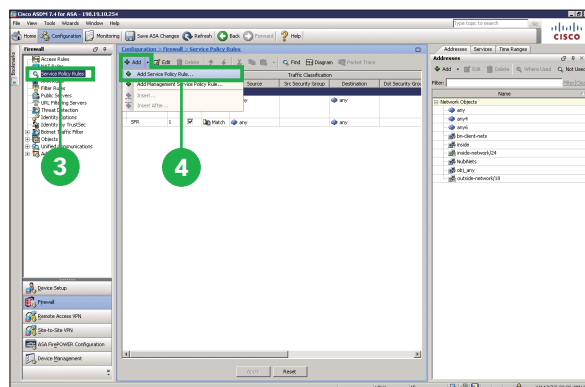 Cisco ASDM 7.4 for ASA - 198.19.10.254
File View Tools Wizards Window Help
Type topic to search Go
Home Configuration Monitoring Save ASA Changes Refresh Back Forward Help
CISCO
Bookmarks
Firewall
Access Rules
NAT Rules
Service Policy Rules
Filter Rules
Public Servers
URL Filtering Servers
Threat Detection
Identity Options
Identity by TrustSec
Botnet Traffic Filter
Objects
Unified Communications
3
Device Setup
Firewall
Remote Access VPN
Site-to-Site VPN
ASA FirePOWER Configuration
Device Management
Configuration > Firewall > Service Policy Rules
Add Edit Delete Find Diagram Packet Trace
Add Service Policy Rule...
Add Management Service Policy Rule...
Insert...
Insert After...
Traffic Classification
Source Src Security Group Destination Dst Security Grou
any
SFR 1 Match any any
4
Apply Reset
Addresses Services Time Ranges
Addresses
Add Edit Delete Where Used Not Used
Filter:
Name
Network Objects
any
any4
any6
bn-client-nets
inside
inside-network/24
NubNets
obj_any
outside-network/18